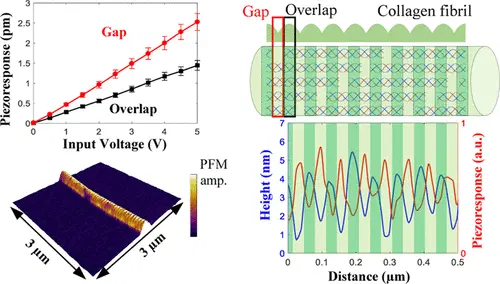 3
2.5
2
1.5
1
0.5
0
Piezoresponse (pm)
Gap
Overlap
0 1 2 3 4 5
Input Voltage (V)
PFM
amp.
3 µm
3 µm
Gap Overlap Collagen fibril
7
6
5
4
3
2
1
0
Height (nm)
1
0
Piezoresponse (a.u.)
0 0.1 0.2 0.3 0.4 0.5
Distance (µm)